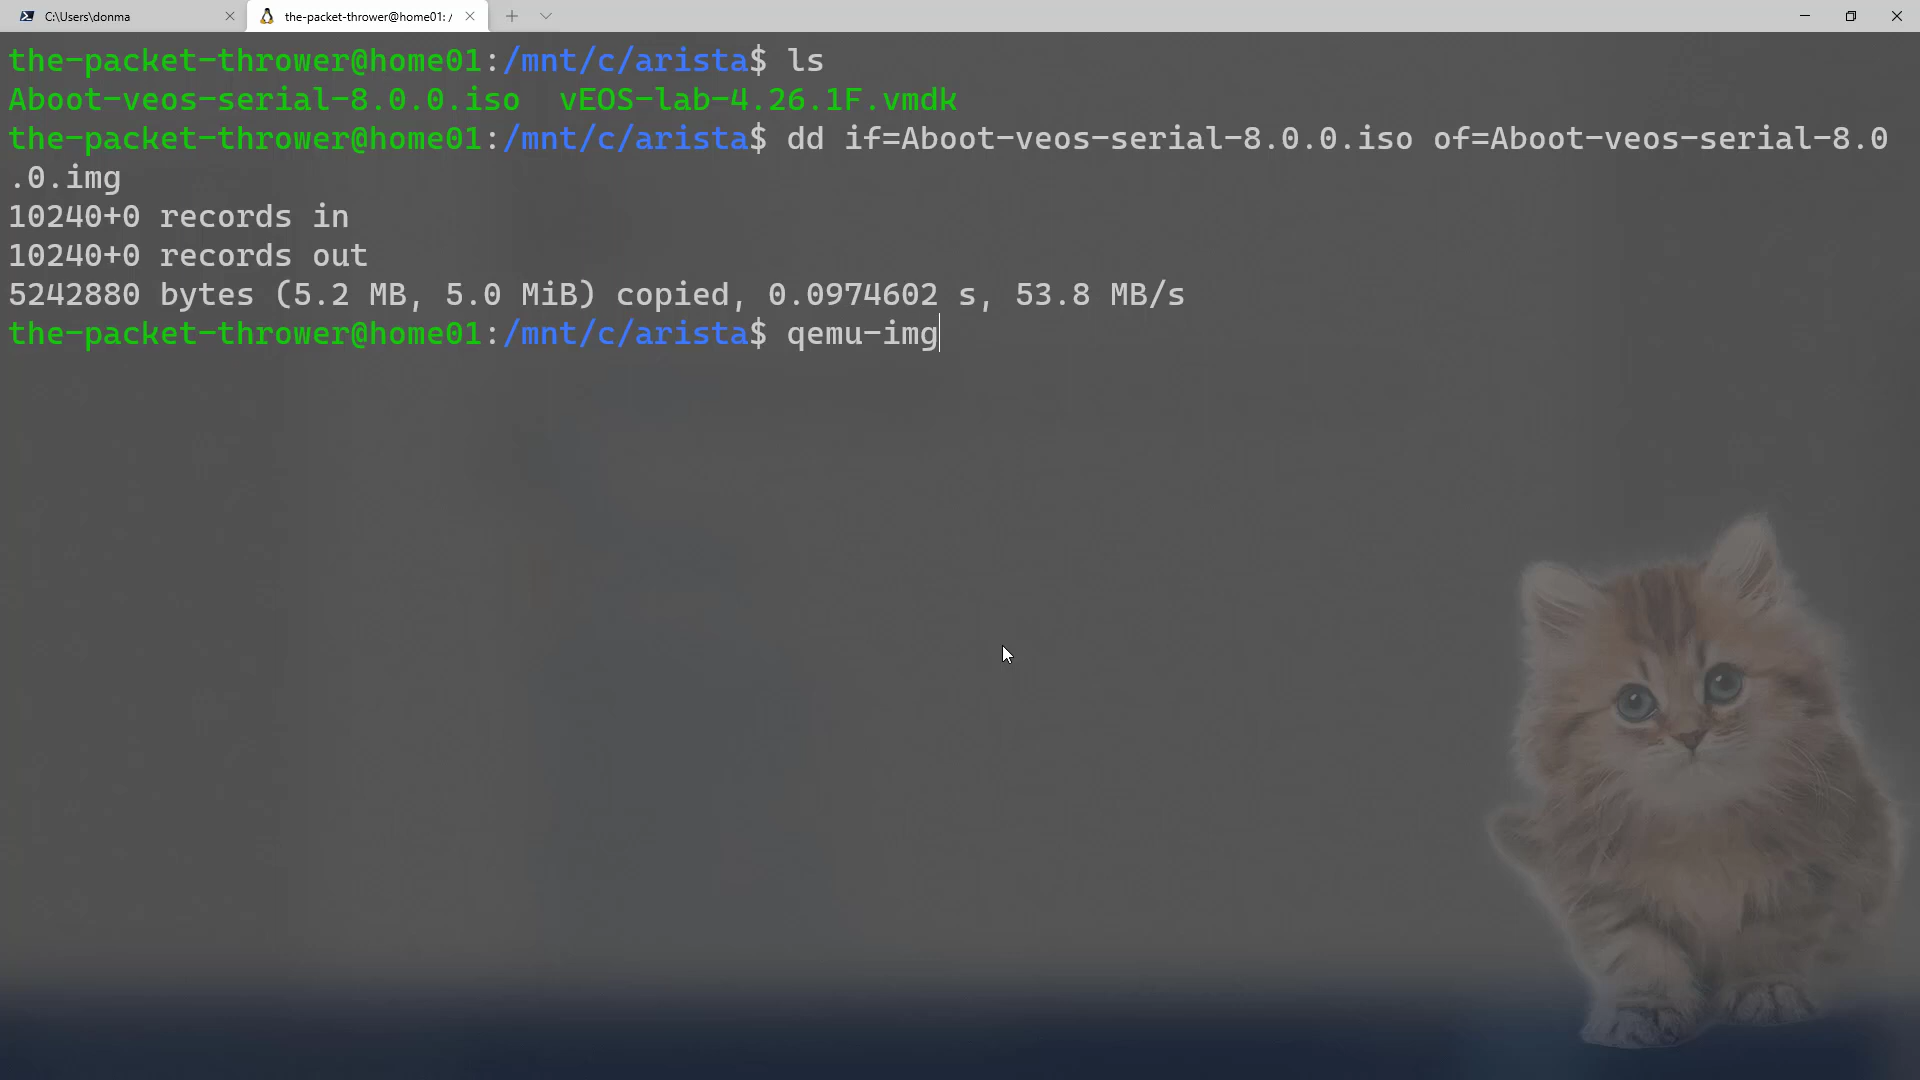 C:\Users\donma
the-packet-thrower@home01: /
the-packet-thrower@home01:/mnt/c/arista$ ls
Aboot-veos-serial-8.0.0.iso  vEOS-lab-4.26.1F.vmdk
the-packet-thrower@home01:/mnt/c/arista$ dd if=Aboot-veos-serial-8.0.0.iso of=Aboot-veos-serial-8.0
.0.img
10240+0 records in
10240+0 records out
5242880 bytes (5.2 MB, 5.0 MiB) copied, 0.0974602 s, 53.8 MB/s
the-packet-thrower@home01:/mnt/c/arista$ qemu-img